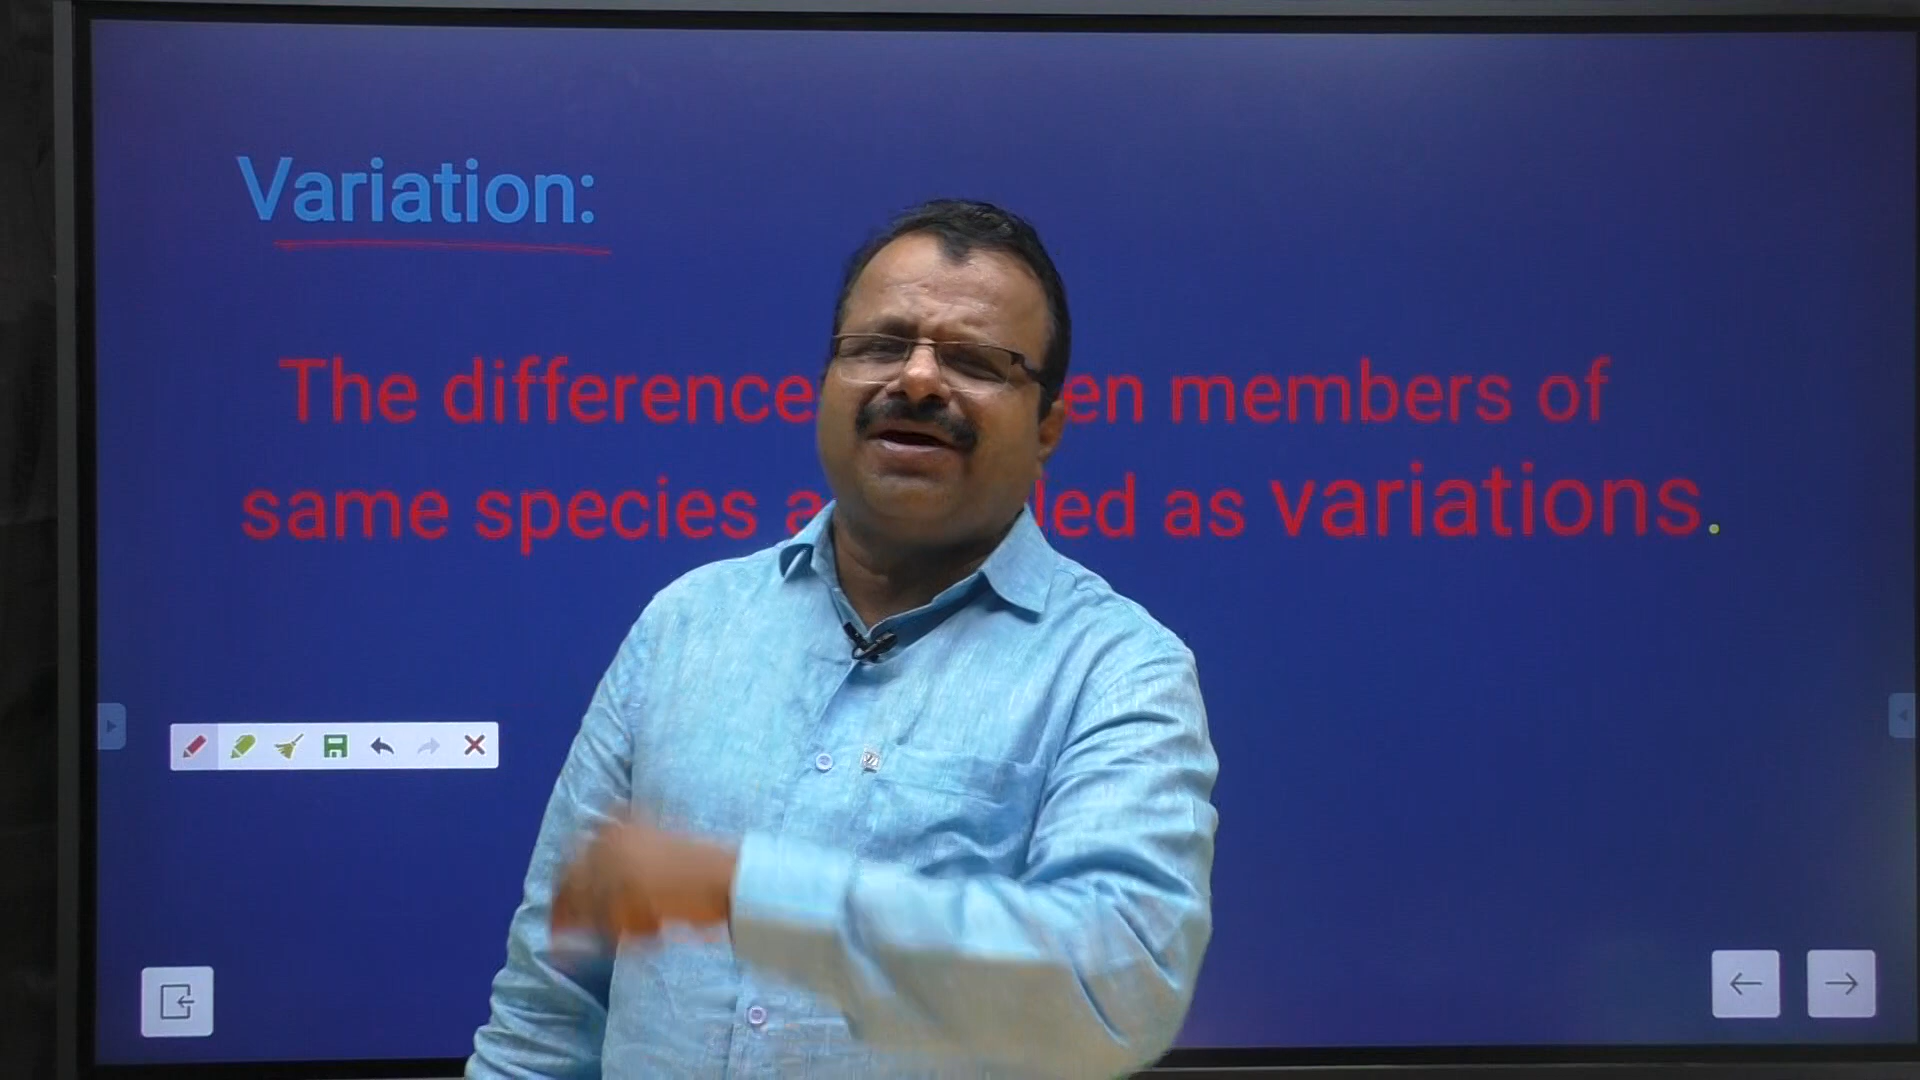 Variation:
The difference en members of
same species a led as variations.